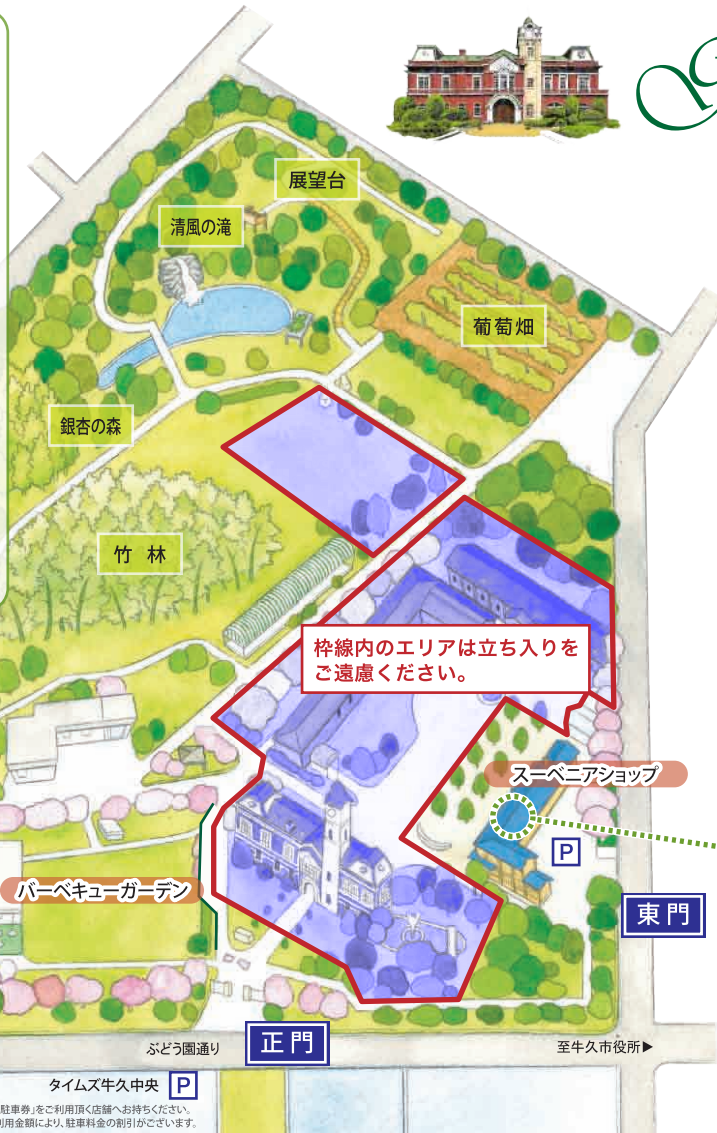 展望台
清風の滝
葡萄畑
銀杏の森
竹 林
枠線内のエリアは立ち入りを
ご遠慮ください。
スーベニアショップ
P
バーベキューガーデン
東門
ぶどう園通り
正門
至牛久市役所▶
タイムズ牛久中央 P
駐車券」をご利用頂く店舗へお持ちください。
利用金額により、駐車料金の割引がございます。